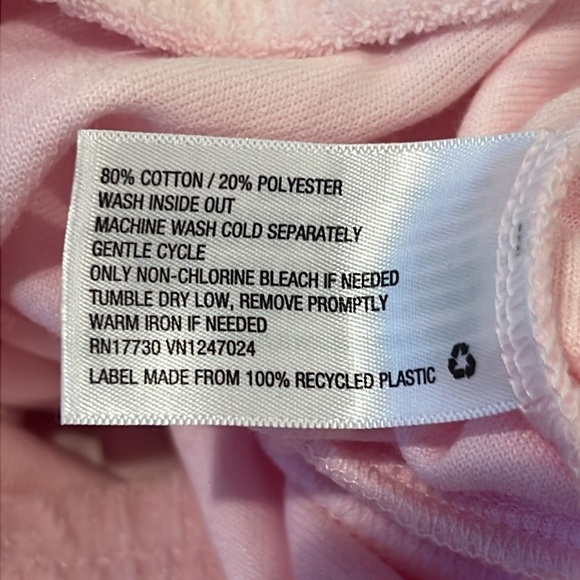 80% COTTON / 20% POLYESTER
WASH INSIDE OUT
MACHINE WASH COLD SEPARATELY
GENTLE CYCLE
ONLY NON-CHLORINE BLEACH IF NEEDED
TUMBLE DRY LOW, REMOVE PROMPTLY
WARM IRON IF NEEDED
RN17730 VN1247024
LABEL MADE FROM 100% RECYCLED PLASTIC